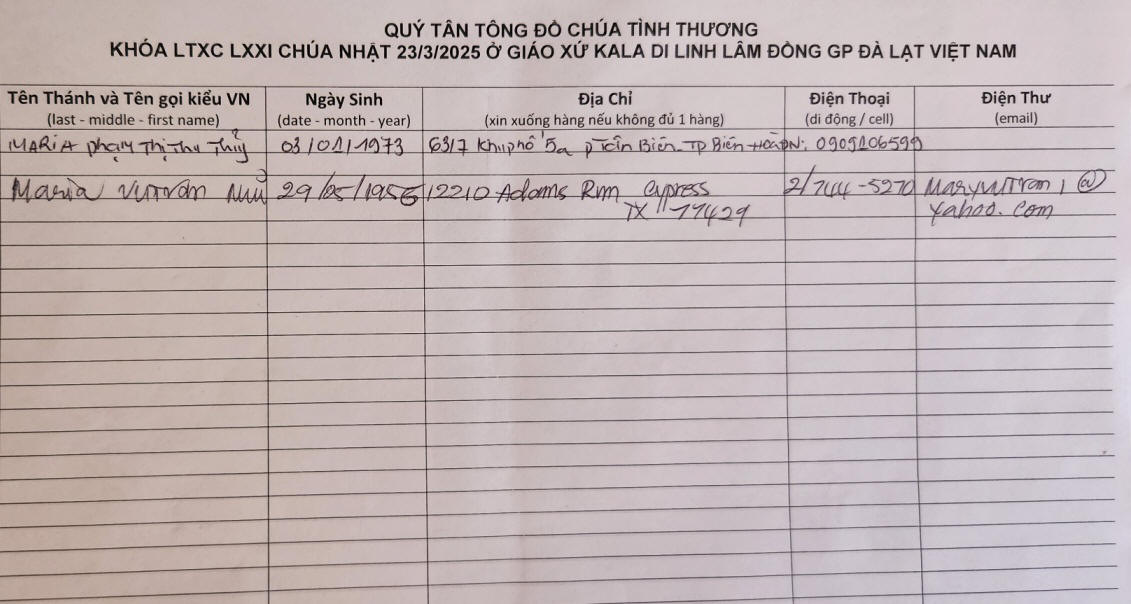 QUÝ TÂN TÔNG ĐỒ CHÚA TÌNH THƯƠNG
KHÓA LTXC LXXI CHÚA NHẬT 23/3/2025 Ở GIÁO XỨ KALA DI LINH LÂM ĐỒNG GP ĐÀ LẠT VIỆT NAM
Tên Thánh và Tên gọi kiểu VN Ngày Sinh Địa Chỉ Điện Thoại Điện Thư
(last - middle - first name) (date - month - year) (xin xuống hàng nếu không đủ 1 hàng) (di động / cell) (email)
MARIA Phạm Thị Thu Thủy 03/01/1973 63/7 Khu phố 5a p Tân Biên - TP Biên Hoà 0909106599
Maria Vu Trần 29/05/1956 12210 Adams Run Cypress 2/744-5270 MaryvuTran1@
TX 77429 yahoo.com